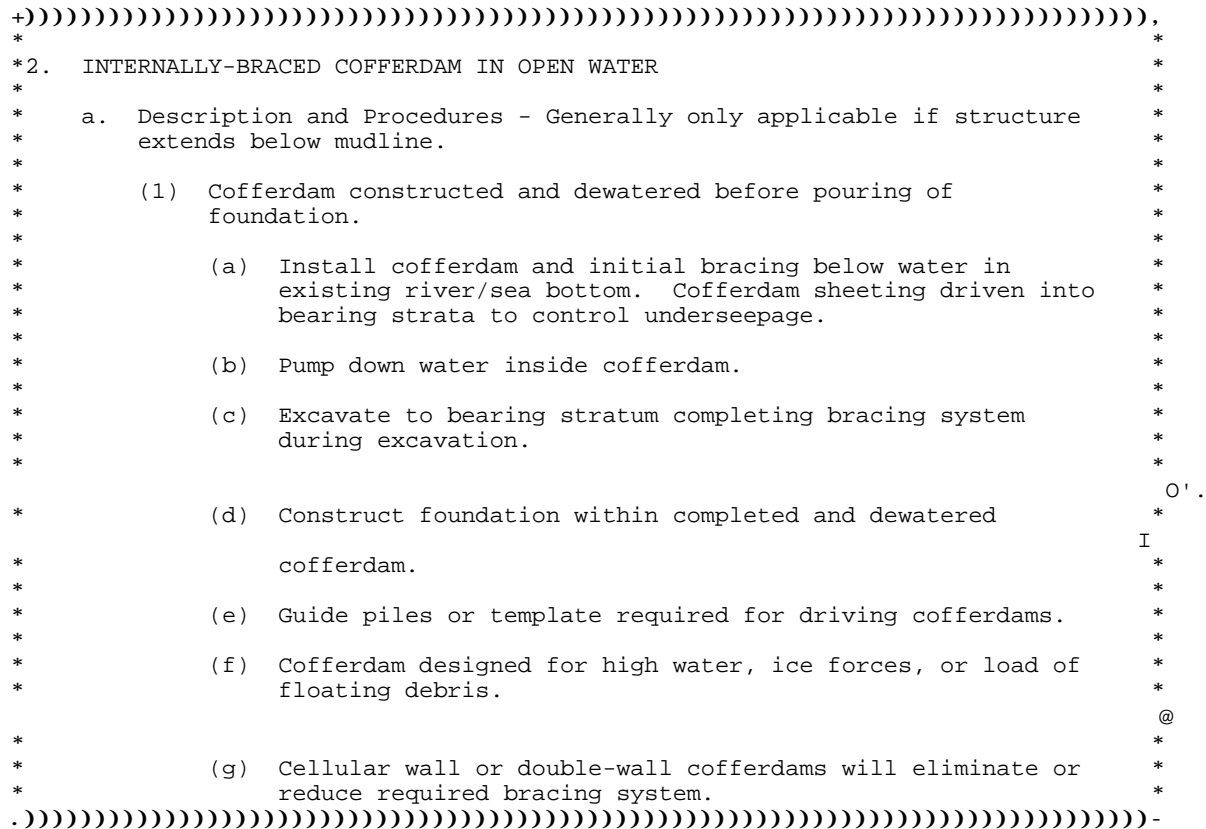 +)))))))))))))))))))))))))))))))))))))))))))))))))))))))))))))))))))))))))))))),
* *
*2. INTERNALLY-BRACED COFFERDAM IN OPEN WATER *
* *
* a. Description and Procedures - Generally only applicable if structure *
* extends below mudline. *
* *
* (1) Cofferdam constructed and dewatered before pouring of *
* foundation. *
* *
* (a) Install cofferdam and initial bracing below water in *
* existing river/sea bottom. Cofferdam sheeting driven into *
* bearing strata to control underseepage. *
* *
* (b) Pump down water inside cofferdam. *
* *
* (c) Excavate to bearing stratum completing bracing system *
* during excavation. *
* *
O'.
* (d) Construct foundation within completed and dewatered *
I
* cofferdam. *
* *
* (e) Guide piles or template required for driving cofferdams. *
* *
* (f) Cofferdam designed for high water, ice forces, or load of *
* floating debris. *
@
* *
* (g) Cellular wall or double-wall cofferdams will eliminate or *
* reduce required bracing system. *
.))))))))))))))))))))))))))))))))))))))))))))))))))))))))))))))))))))))))))))))-